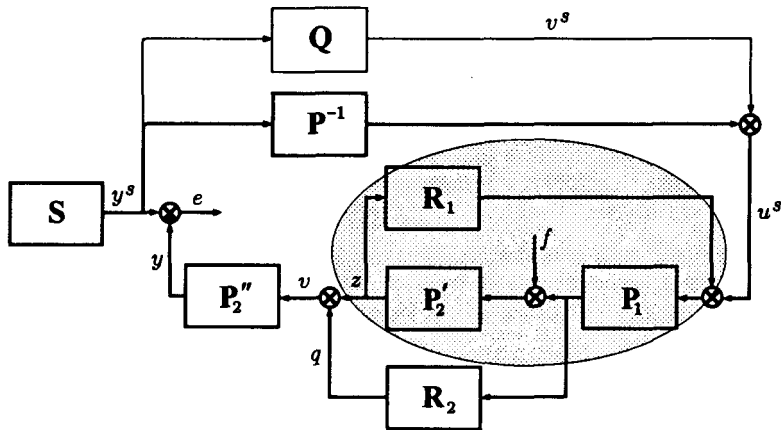 Q
v^s
P^{-1}
S
y^s
e
R_1
u^s
y
f
P_2''
v
z
P_2'
P_1
q
R_2